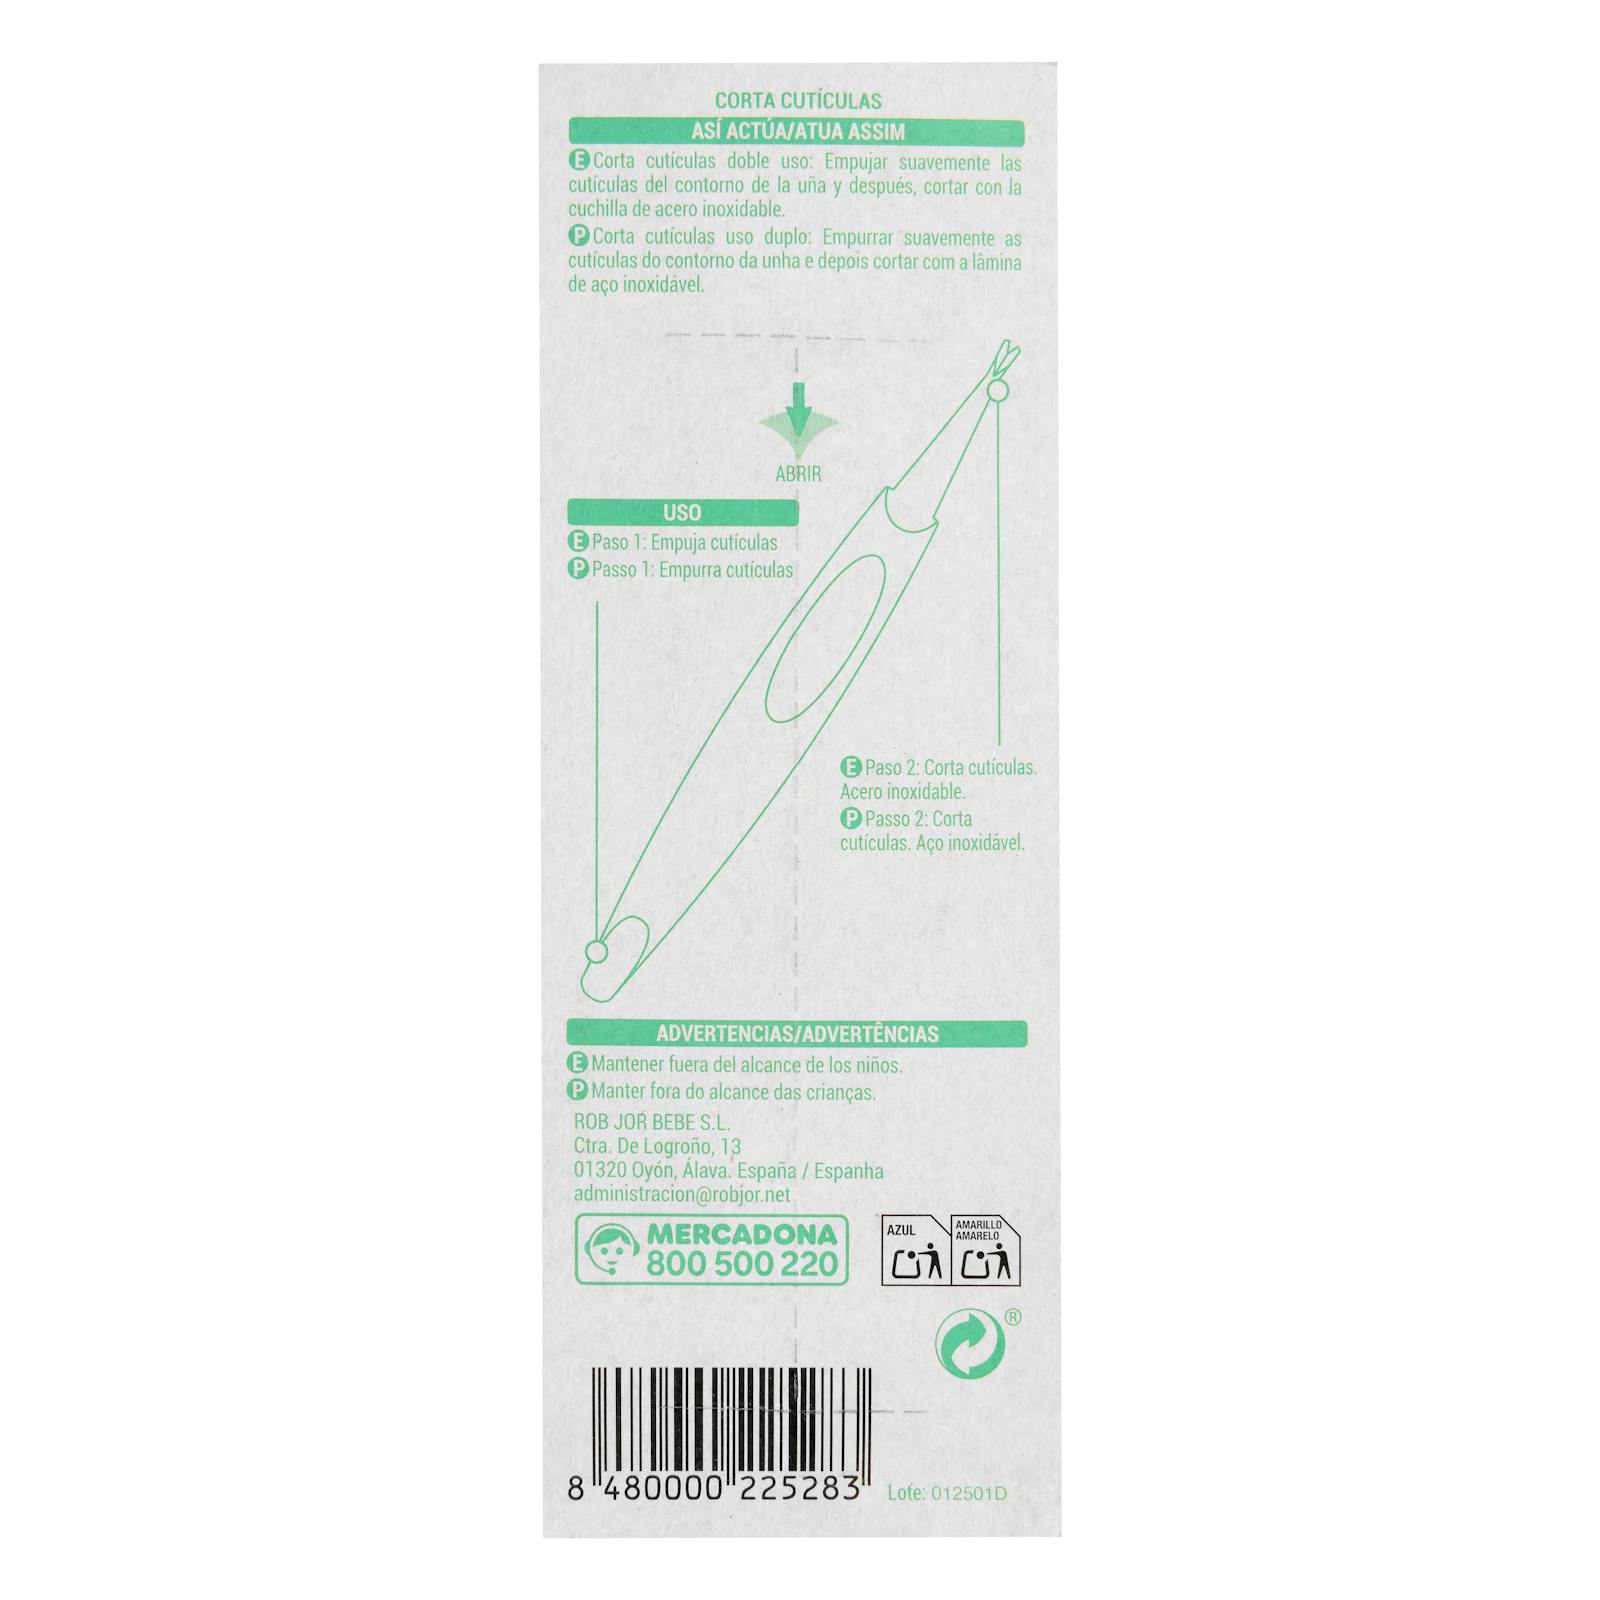 CORTA CUTÍCULAS
ASÍ ACTÚA/ATUA ASSIM
E Corta cutículas doble uso: Empujar suavemente las
cutículas del contorno de la uña y después, cortar con la
cuchilla de acero inoxidable.
P Corta cutículas uso duplo: Empurrar suavemente as
cutículas do contorno da unha e depois cortar com a lâmina
de aço inoxidável.
ABRIR
USO
E Paso 1: Empuja cutículas
P Passo 1: Empurra cutículas
E Paso 2: Corta cutículas.
Acero inoxidable.
P Passo 2: Corta
cutículas. Aço inoxidável.
ADVERTENCIAS/ADVERTÊNCIAS
E Mantener fuera del alcance de los niños.
P Manter fora do alcance das crianças.
ROB JOR BEBE S.L.
Ctra. De Logroño, 13
01320 Oyón, Álava. España / Espanha
administracion@robjor.net
MERCADONA
800 500 220
AZUL
AMARILLO
AMARELO
®
8 480000 225283
Lote: 012501D